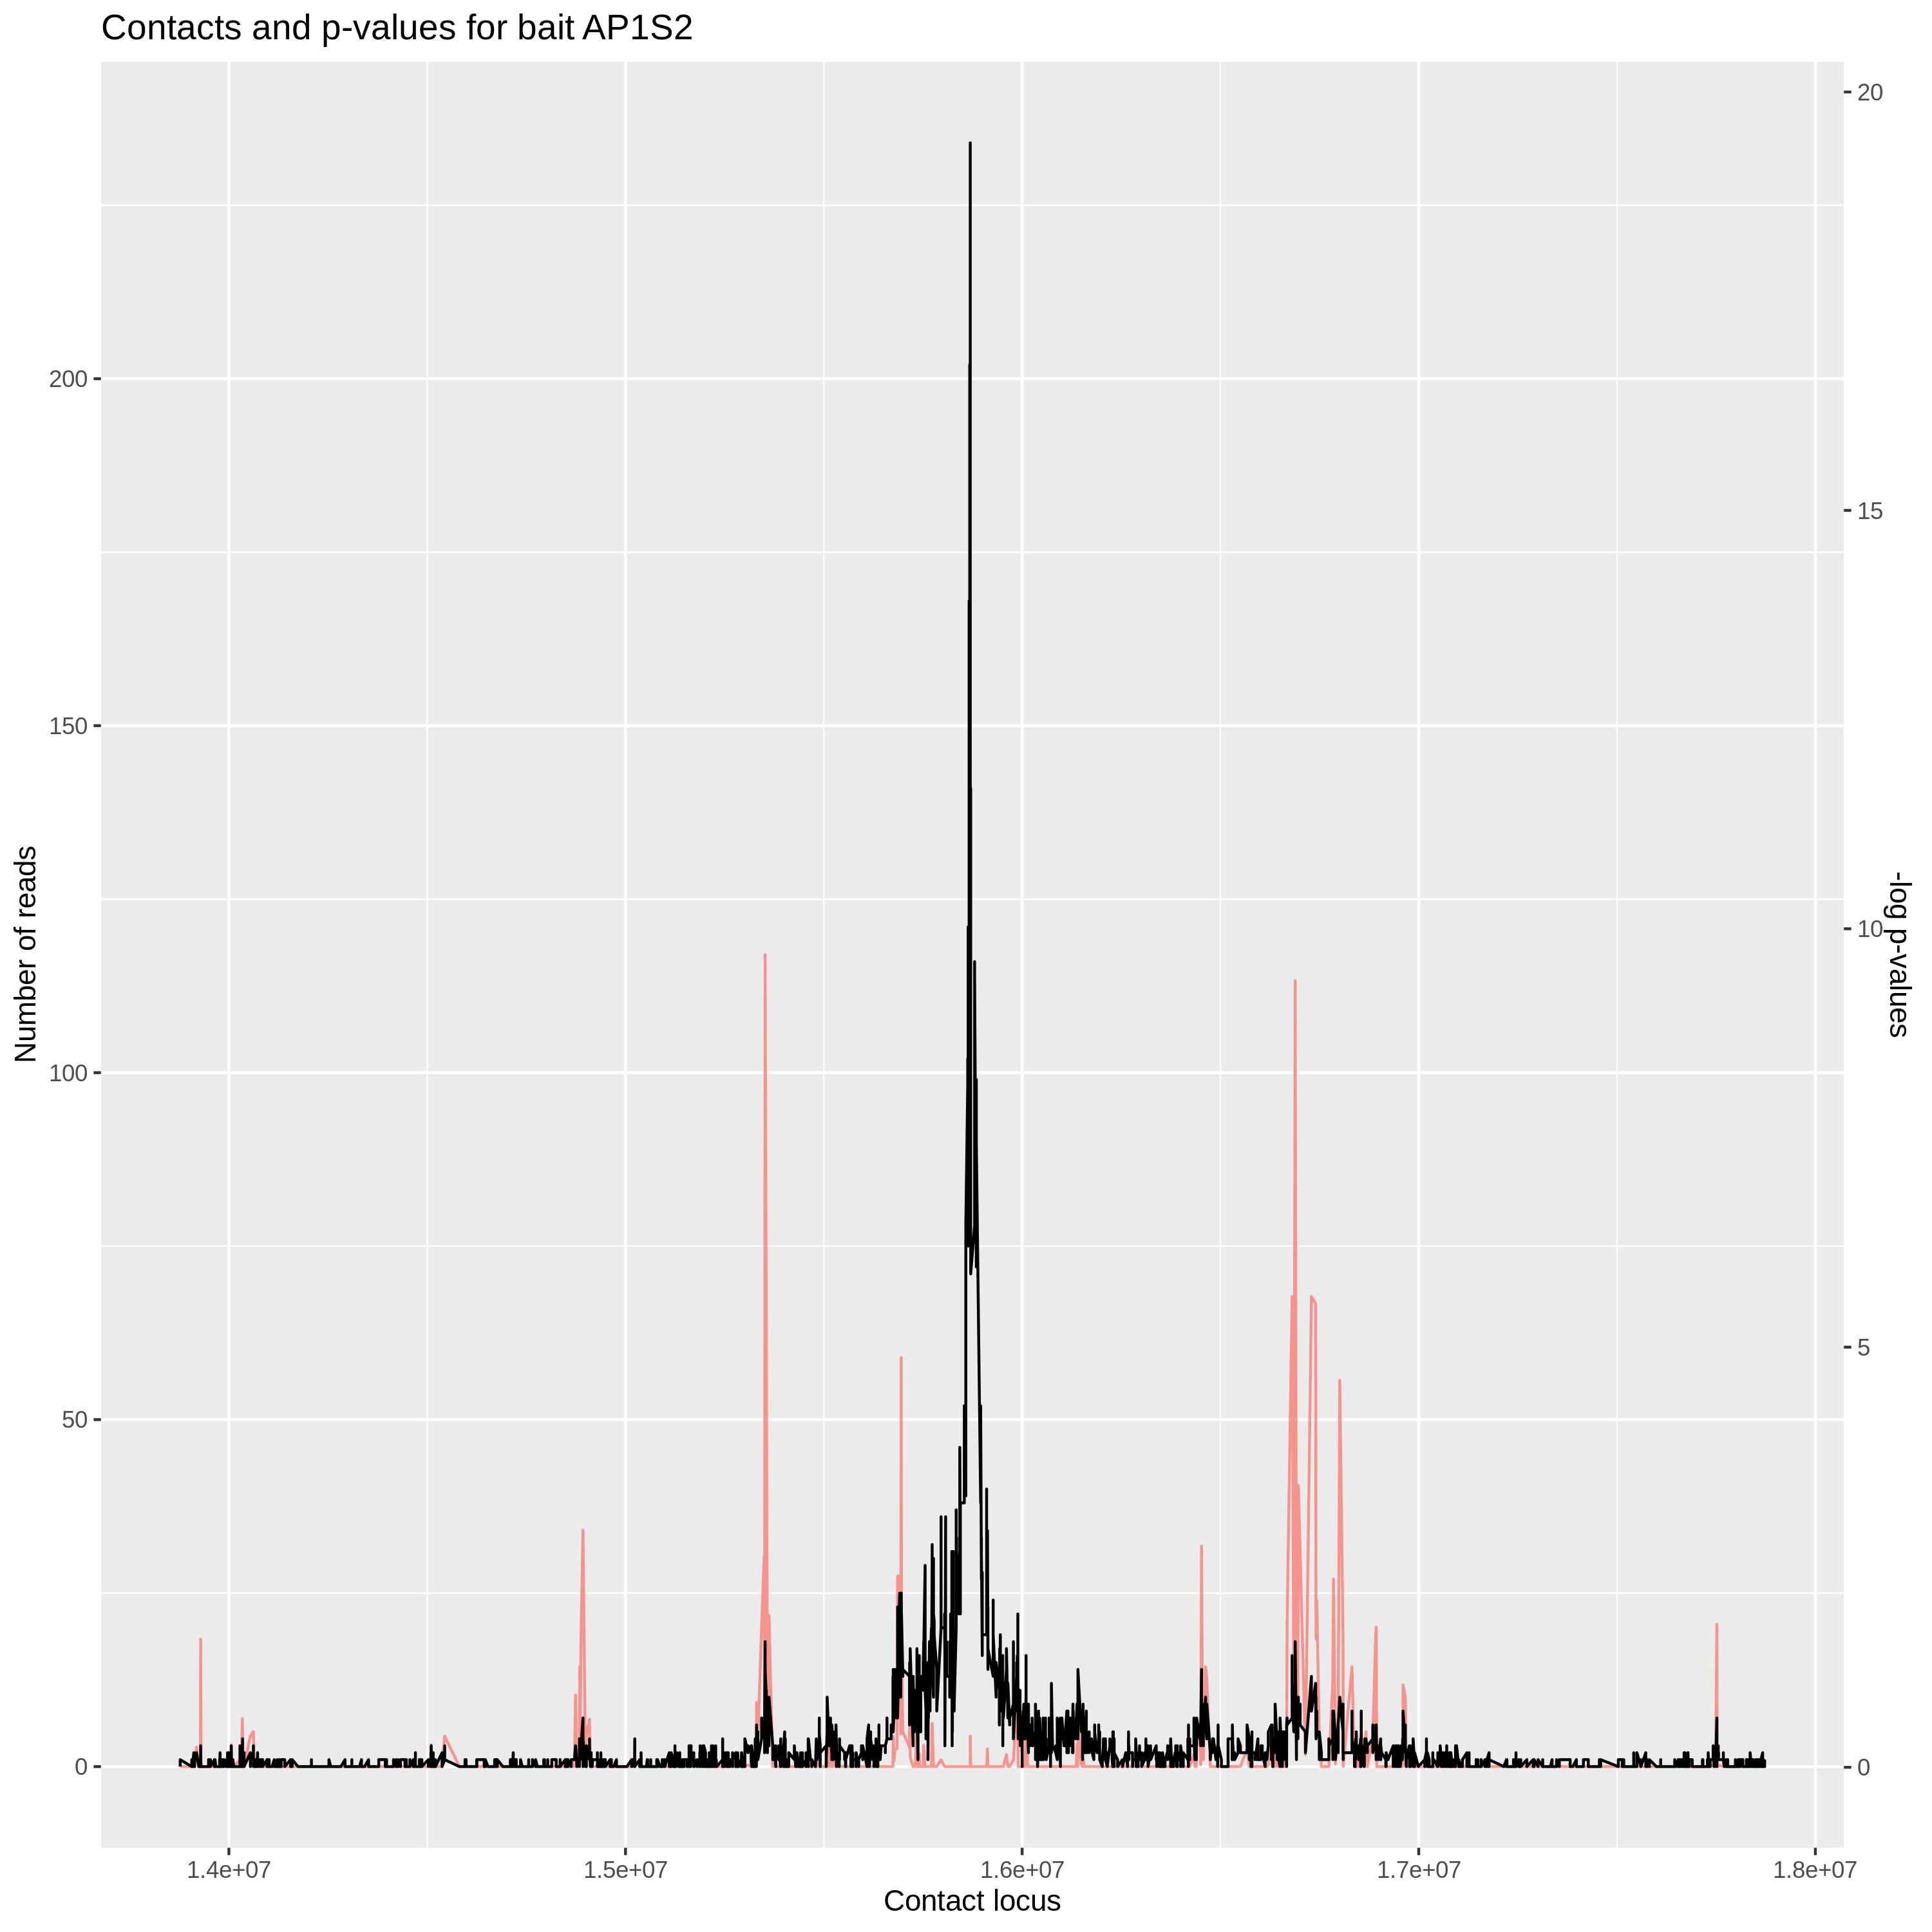 Contacts and p-values for bait AP1S2
Number of reads
200
150
100
50
0
20
15
10
5
0
-log p-values
1.4e+07
1.5e+07
1.6e+07
1.7e+07
1.8e+07
Contact locus